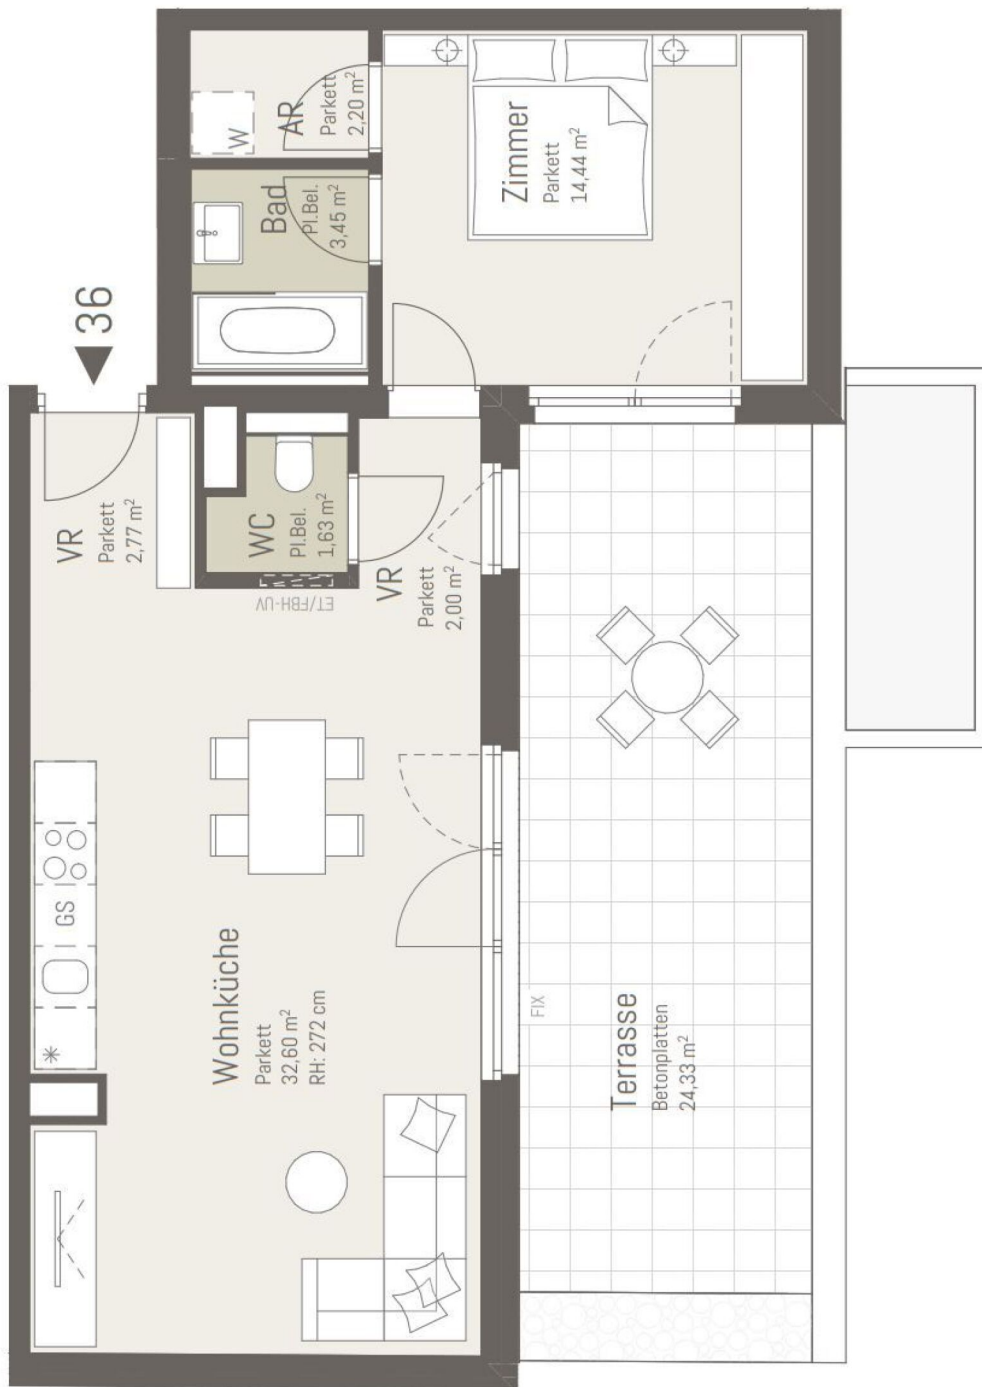 36
AR
Parkett
2,20 m²
W
Bad
Pl.Bel.
3,45 m²
Zimmer
Parkett
14,44 m²
VR
Parkett
2,77 m²
WC
Pl.Bel.
1,63 m²
ET/FBH-UV
VR
Parkett
2,00 m²
GS
Wohnküche
Parkett
32,60 m²
RH: 272 cm
FIX
Terrasse
Betonplatten
24,33 m²